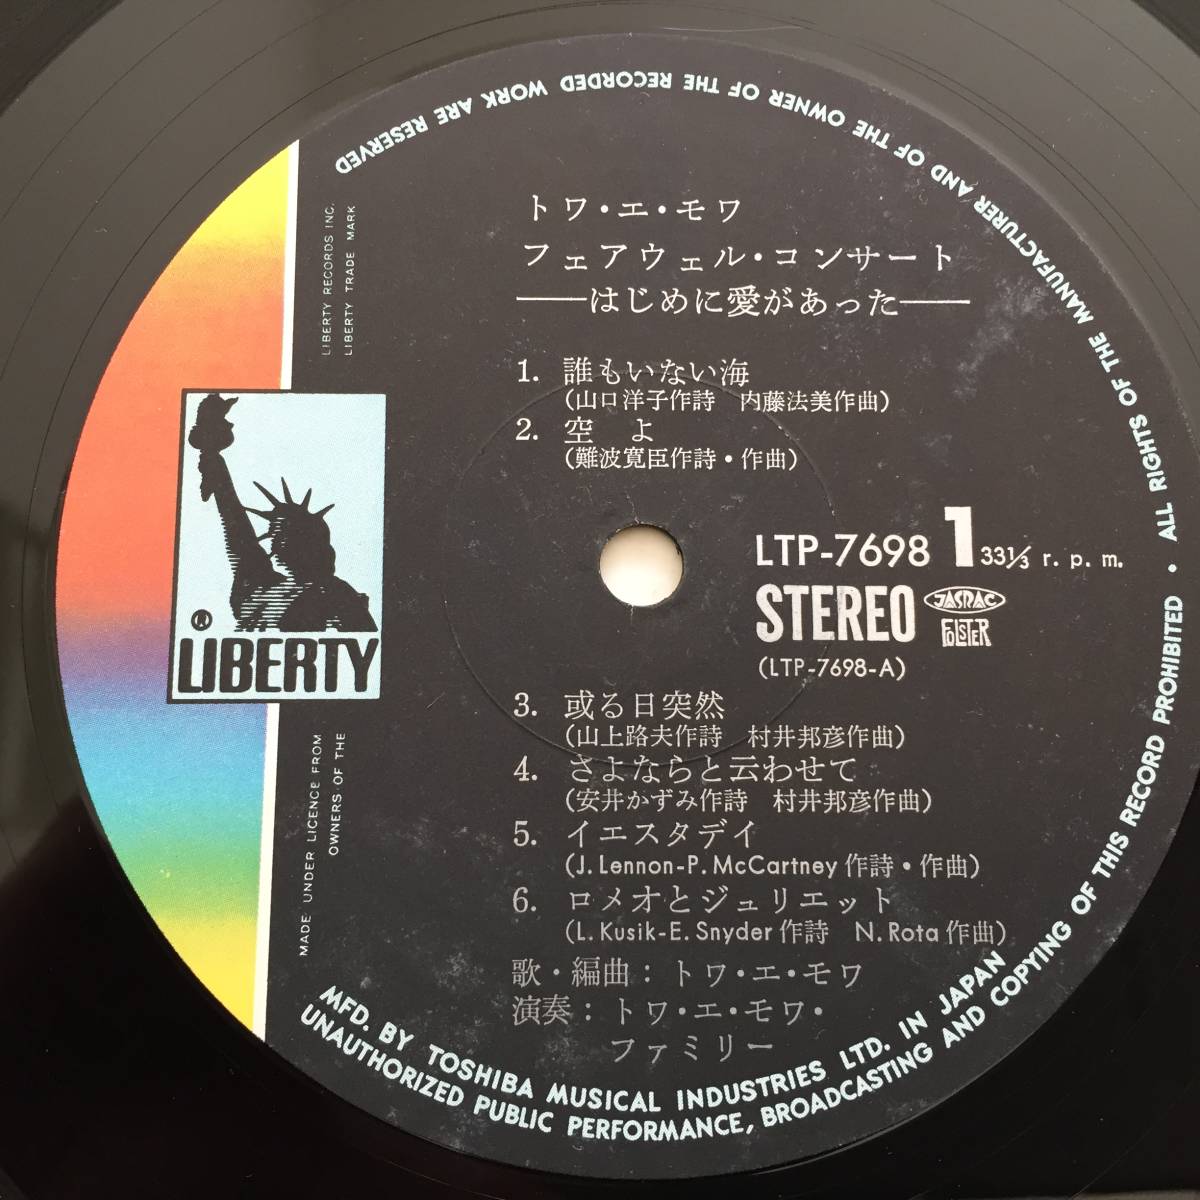 トワ・エ・モワ
フェアウェル・コンサート
——はじめに愛があった——
1. 誰もいない海
(山口洋子作詩 内藤法美作曲)
2. 空 よ
(難波寛臣作詩・作曲)
LTP-7698 1 33⅓ r. p. m.
STEREO JASRAC
FOLSTER
(LTP-7698-A)
3. 或る日突然
(山上路夫作詩 村井邦彦作曲)
4. さよならと云わせて
(安井かずみ作詩 村井邦彦作曲)
5. イエスタデイ
(J. Lennon-P. McCartney 作詩・作曲)
6. ロメオとジュリエット
(L. Kusik-E. Snyder 作詩 N. Rota 作曲)
歌・編曲：トワ・エ・モワ
演奏：トワ・エ・モワ・
ファミリー
LIBERTY RECORDS INC.
LIBERTY TRADE MARK
® LIBERTY
MADE UNDER LICENCE FROM
OWNERS OF THE
MFD. BY TOSHIBA MUSICAL INDUSTRIES LTD. IN JAPAN
UNAUTHORIZED PUBLIC PERFORMANCE, BROADCASTING AND COPYING OF THIS RECORD PROHIBITED • ALL RIGHTS OF THE MANUFACTURER AND OF THE OWNER OF THE RECORDED WORK ARE RESERVED